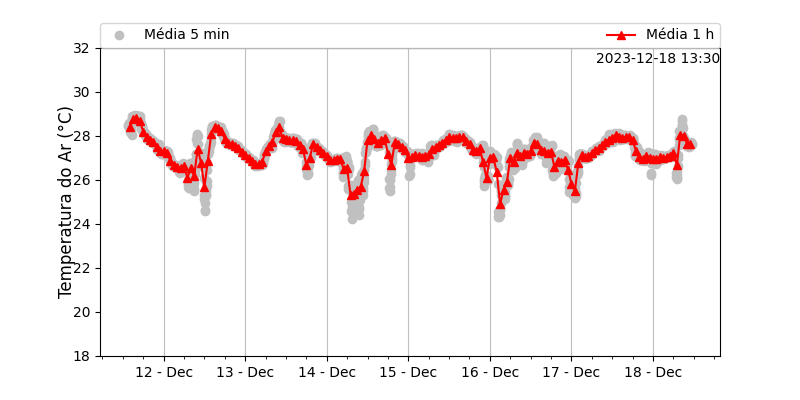 Média 5 min
Média 1 h
2023-12-18 13:30
Temperatura do Ar (°C)
32
30
28
26
24
22
20
18
12 - Dec
13 - Dec
14 - Dec
15 - Dec
16 - Dec
17 - Dec
18 - Dec